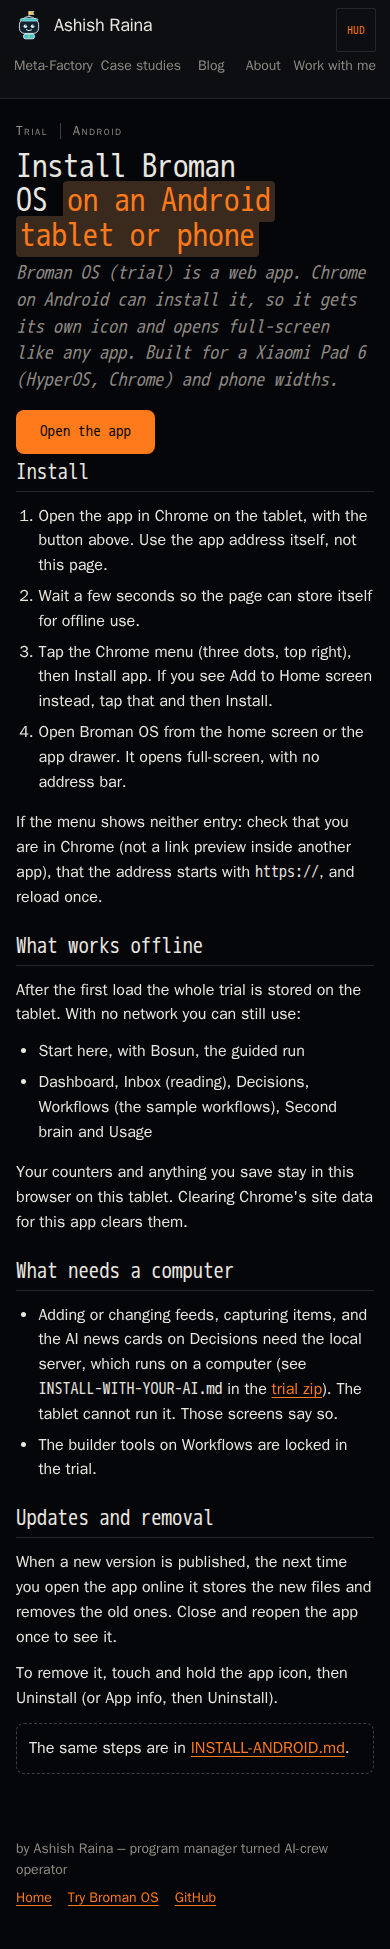 Ashish Raina
HUD
Meta-Factory Case studies Blog About Work with me
Trial Android
Install Broman
OS on an Android
tablet or phone
Broman OS (trial) is a web app. Chrome
on Android can install it, so it gets
its own icon and opens full-screen
like any app. Built for a Xiaomi Pad 6
(HyperOS, Chrome) and phone widths.
Open the app
Install
1. Open the app in Chrome on the tablet, with the
button above. Use the app address itself, not
this page.
2. Wait a few seconds so the page can store itself
for offline use.
3. Tap the Chrome menu (three dots, top right),
then Install app. If you see Add to Home screen
instead, tap that and then Install.
4. Open Broman OS from the home screen or the
app drawer. It opens full-screen, with no
address bar.
If the menu shows neither entry: check that you
are in Chrome (not a link preview inside another
app), that the address starts with https://, and
reload once.
What works offline
After the first load the whole trial is stored on the
tablet. With no network you can still use:
• Start here, with Bosun, the guided run
• Dashboard, Inbox (reading), Decisions,
Workflows (the sample workflows), Second
brain and Usage
Your counters and anything you save stay in this
browser on this tablet. Clearing Chrome's site data
for this app clears them.
What needs a computer
• Adding or changing feeds, capturing items, and
the AI news cards on Decisions need the local
server, which runs on a computer (see
INSTALL-WITH-YOUR-AI.md in the trial zip). The
tablet cannot run it. Those screens say so.
• The builder tools on Workflows are locked in
the trial.
Updates and removal
When a new version is published, the next time
you open the app online it stores the new files and
removes the old ones. Close and reopen the app
once to see it.
To remove it, touch and hold the app icon, then
Uninstall (or App info, then Uninstall).
The same steps are in INSTALL-ANDROID.md.
by Ashish Raina — program manager turned AI-crew
operator
Home Try Broman OS GitHub